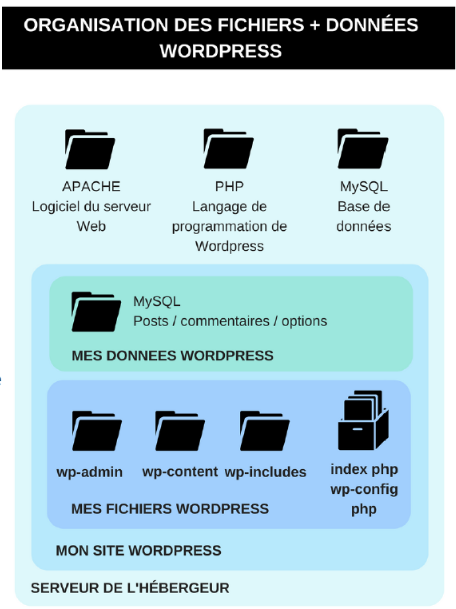 ORGANISATION DES FICHIERS + DONNÉES
WORDPRESS
APACHE
Logiciel du serveur
Web
PHP
Langage de
programmation de
Wordpress
MySQL
Base de
données
MySQL
Posts / commentaires / options
MES DONNEES WORDPRESS
wp-admin
wp-content
wp-includes
index php
wp-config
php
MES FICHIERS WORDPRESS
MON SITE WORDPRESS
SERVEUR DE L'HÉBERGEUR